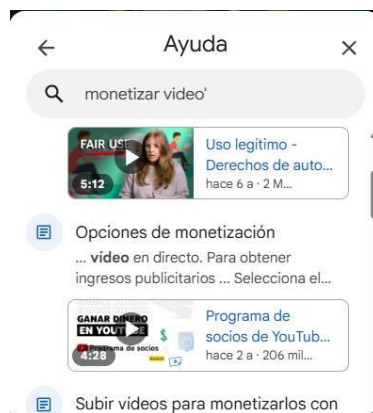 Ayuda
monetizar video'
FAIR USE
5:12
Uso legítimo -
Derechos de auto...
hace 6 a · 2 M...
Opciones de monetización
... vídeo en directo. Para obtener
ingresos publicitarios ... Selecciona el...
GANAR DINERO
EN YOUTUBE
Programa de socios
4:28
Programa de
socios de YouTub...
hace 2 a · 206 mil...
Subir vídeos para monetizarlos con